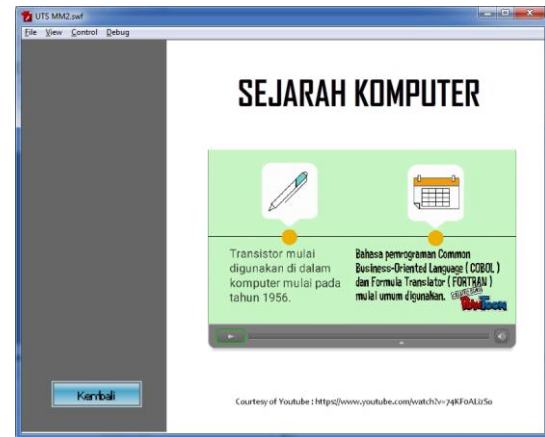 UTS MM2.swf
File View Control Debug
SEJARAH KOMPUTER
Transistor mulai
digunakan di dalam
komputer mulai pada
tahun 1956.
Bahasa pemrograman Common
Business-Oriented Language ( COBOL )
dan Formula Translator ( FORTRAN )
mulai umum digunakan.
PowToon
Kembali
Courtesy of Youtube : https://www.youtube.com/watch?v=74KF0ALizSo